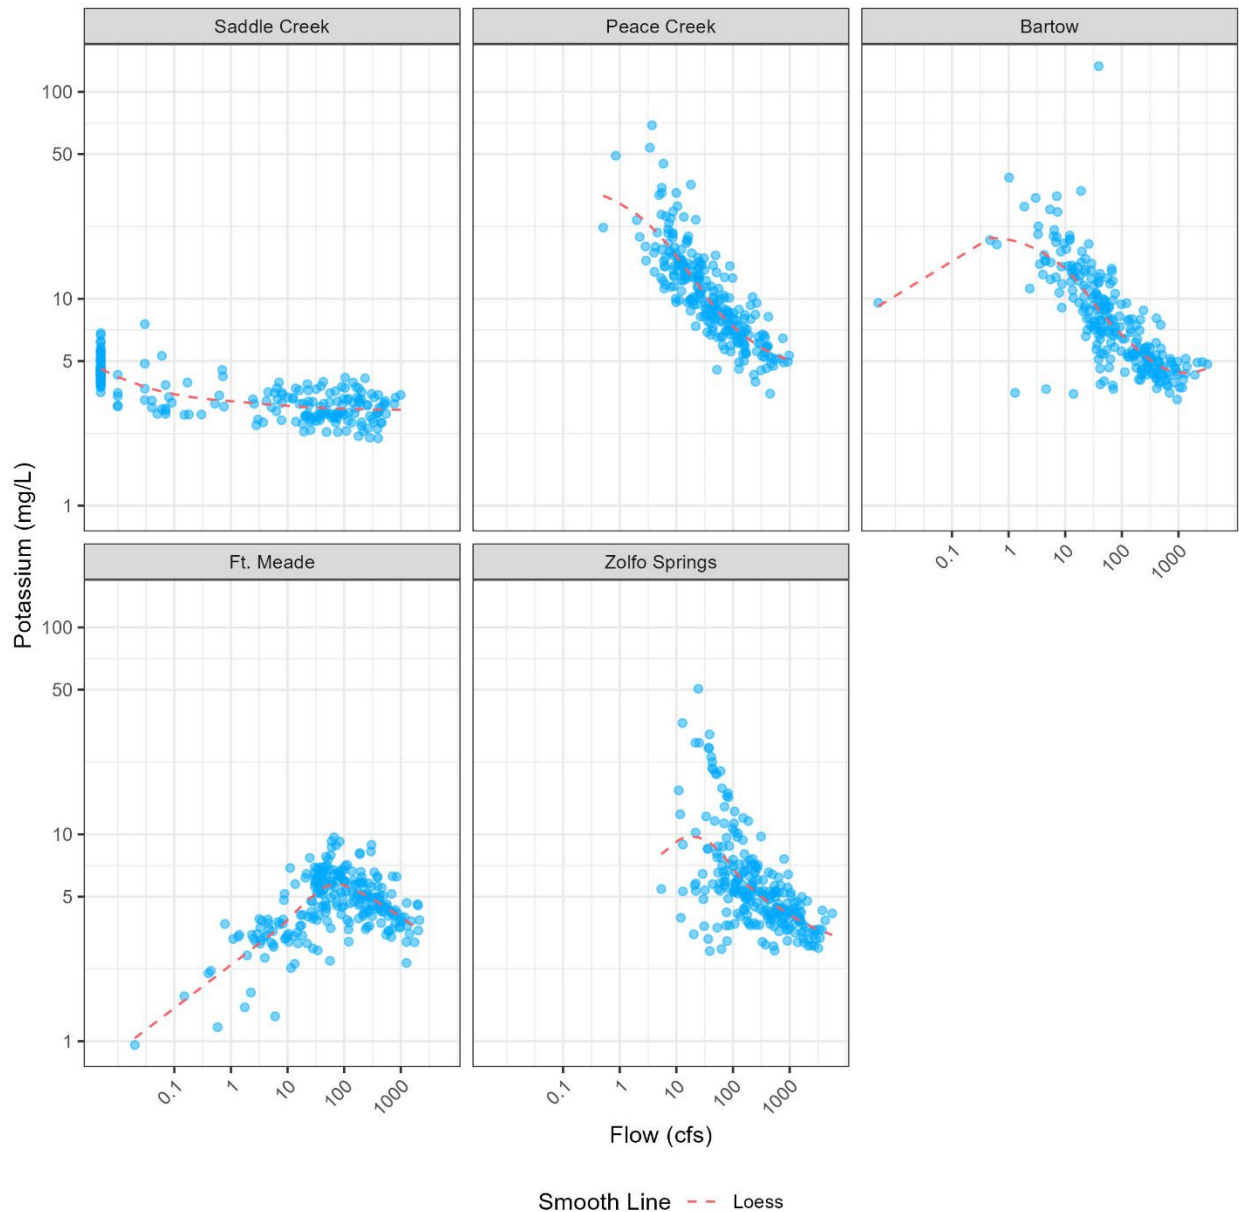 Saddle Creek Peace Creek Bartow
100
50
10
5
1
0.1 1 10 100 1000
Potassium (mg/L)
Ft. Meade Zolfo Springs
100
50
10
5
1
0.1 1 10 100 1000 0.1 1 10 100 1000
Flow (cfs)
Smooth Line Loess